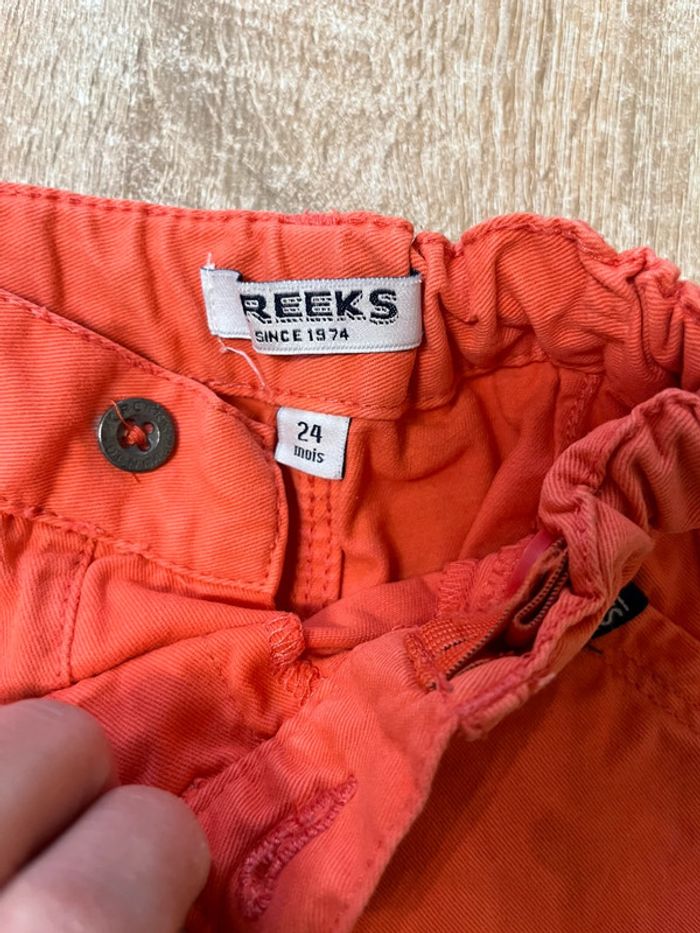 REEKS
SINCE 1974
24
mois